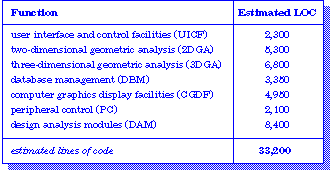 Function Estimated LOC
user interface and control facilities (UICF) 2,300
two-dimensional geometric analysis (2DGA) 5,300
three-dimensional geometric analysis (3DGA) 6,800
database management (DBM) 3,350
computer graphics display facilities (CGDF) 4,950
peripheral control (PC) 2,100
design analysis modules (DAM) 8,400
estimated lines of code 33,200